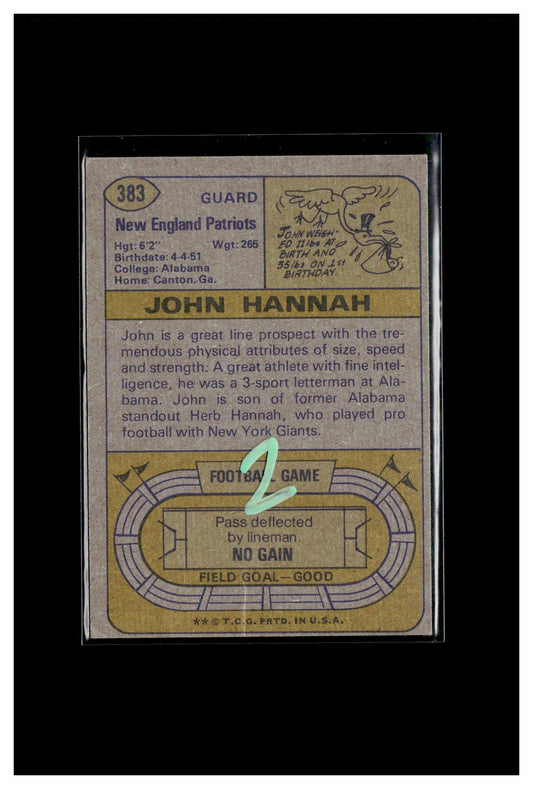 383
GUARD
New England Patriots
Hgt: 6'2" Wgt: 265
Birthdate: 4-4-51
College: Alabama
Home: Canton, Ga.
JOHN WEIGH-
ED 11 lbs AT
BIRTH AND
35 lbs ON 1st
BIRTHDAY.
JOHN HANNAH
John is a great line prospect with the tre-
mendous physical attributes of size, speed
and strength. A great athlete with fine intel-
ligence, he was a 3-sport letterman at Ala-
bama. John is son of former Alabama
standout Herb Hannah, who played pro
football with New York Giants.
FOOTBALL GAME
2
Pass deflected
by lineman.
NO GAIN
FIELD GOAL—GOOD
** © T.C.G. PRTD. IN U.S.A.